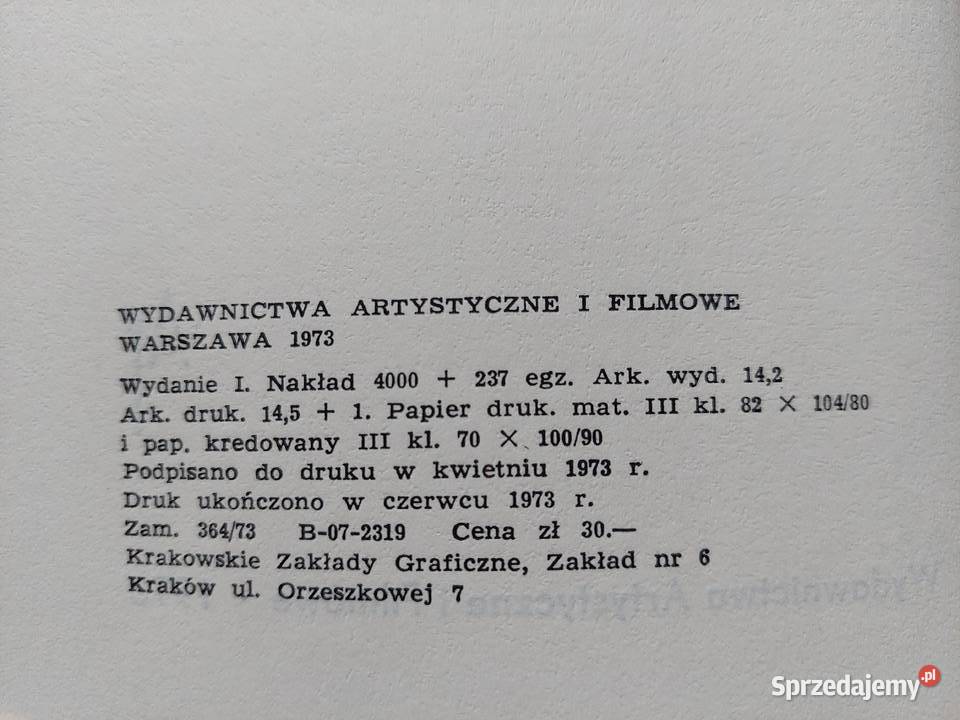 WYDAWNICTWA ARTYSTYCZNE I FILMOWE
WARSZAWA 1973
Wydanie I. Nakład 4000 + 237 egz. Ark. wyd. 14,2
Ark. druk. 14,5 + 1. Papier druk. mat. III kl. 82 × 104/80
i pap. kredowany III kl. 70 × 100/90
Podpisano do druku w kwietniu 1973 r.
Druk ukończono w czerwcu 1973 r.
Zam. 364/73 B-07-2319 Cena zł 30.—
Krakowskie Zakłady Graficzne, Zakład nr 6
Kraków ul. Orzeszkowej 7
Wydawnictwa Artystyczne i Filmowe
Sprzedajemy.pl